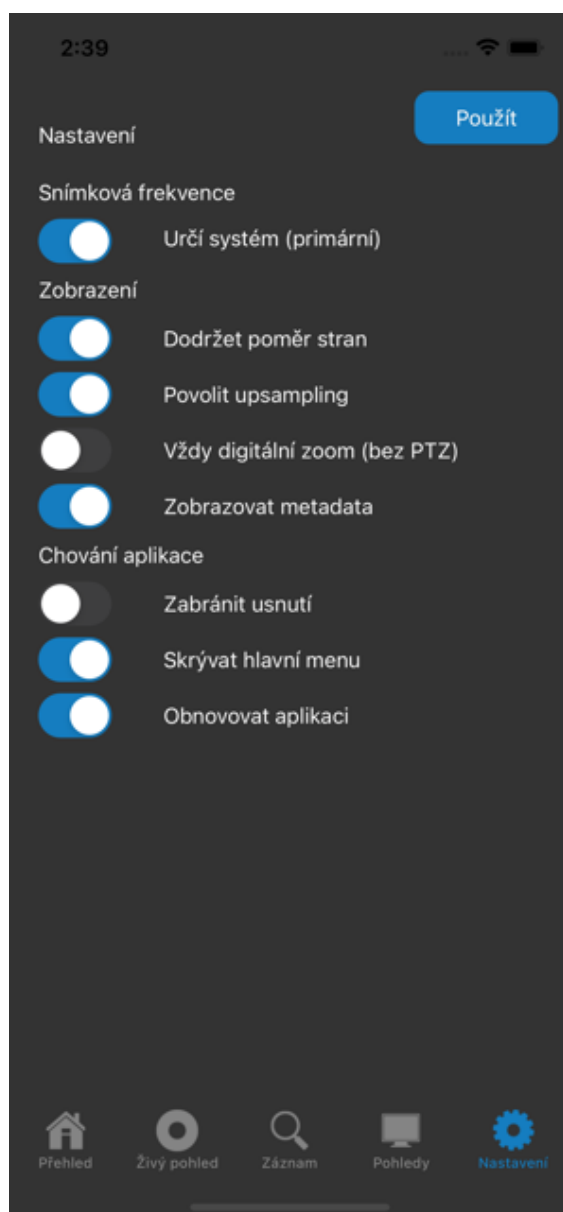 2:39
Použít
Nastavení
Snímková frekvence
Určí systém (primární)
Zobrazení
Dodržet poměr stran
Povolit upsampling
Vždy digitální zoom (bez PTZ)
Zobrazovat metadata
Chování aplikace
Zabránit usnutí
Skrývat hlavní menu
Obnovovat aplikaci
Přehled Živý pohled Záznam Pohledy Nastavení